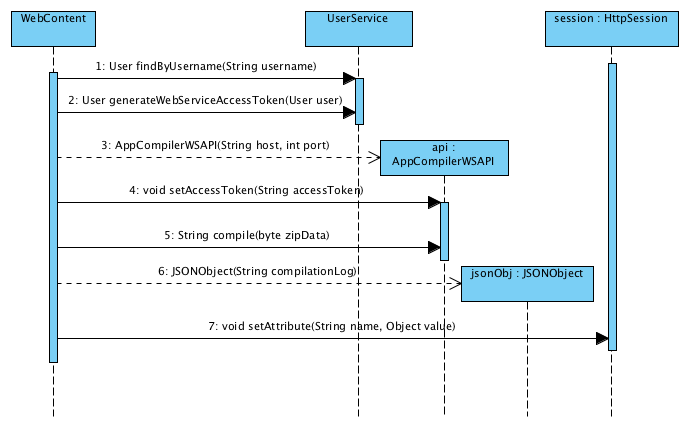 WebContent
UserService
session : HttpSession
1: User findByUsername(String username)
2: User generateWebServiceAccessToken(User user)
3: AppCompilerWSAPI(String host, int port)
api :
AppCompilerWSAPI
4: void setAccessToken(String accessToken)
5: String compile(byte zipData)
6: JSONObject(String compilationLog)
jsonObj : JSONObject
7: void setAttribute(String name, Object value)